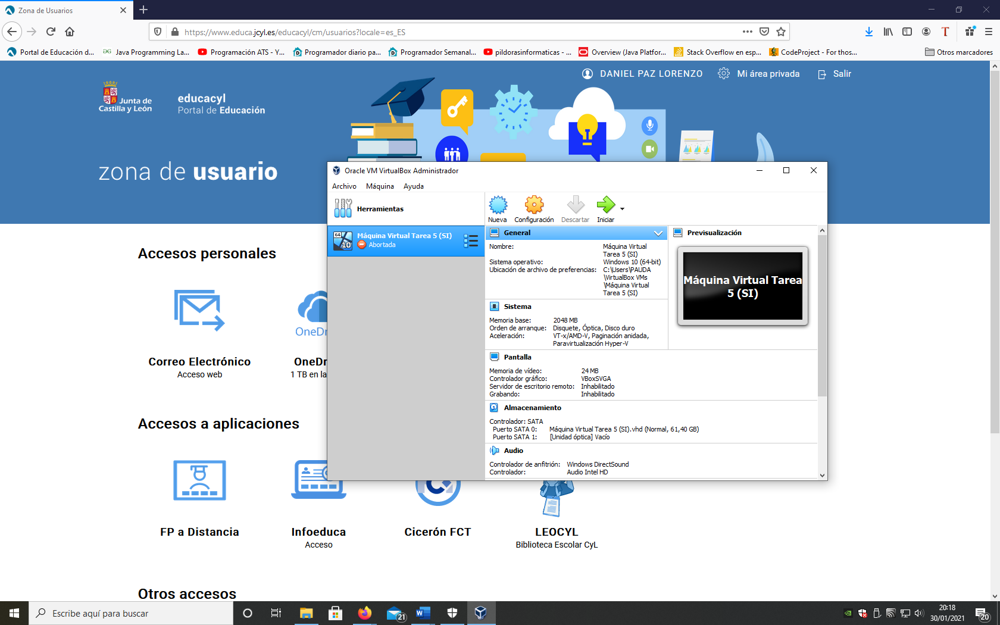 Zona de Usuarios
https://www.educa.jcyl.es/educacyl/cm/usuarios?locale=es_ES
Portal de Educación d...
Java Programming La...
Programación ATS - Y...
Programador diario pa...
Programador Semanal...
pildorasinformaticas - ...
Overview (Java Platfor...
Stack Overflow en esp...
CodeProject - For thos...
Otros marcadores
DANIEL PAZ LORENZO
Mi área privada
Salir
Junta de
Castilla y León
educacyl
Portal de Educación
zona de usuario
Oracle VM VirtualBox Administrador
Archivo Máquina Ayuda
Herramientas
Nueva
Configuración
Descartar
Iniciar
64
10
Máquina Virtual Tarea 5 (SI)
Abortada
General
Nombre: Máquina Virtual
Tarea 5 (SI)
Sistema operativo: Windows 10 (64-bit)
Ubicación de archivo de preferencias: C:\Users\PAUDA
\VirtualBox VMs
\Máquina Virtual
Tarea 5 (SI)
Previsualización
Máquina Virtual Tarea
5 (SI)
Sistema
Memoria base: 2048 MB
Orden de arranque: Disquete, Óptica, Disco duro
Aceleración: VT-x/AMD-V, Paginación anidada,
Paravirtualización Hyper-V
Pantalla
Memoria de vídeo: 24 MB
Controlador gráfico: VBoxSVGA
Servidor de escritorio remoto: Inhabilitado
Grabando: Inhabilitado
Almacenamiento
Controlador: SATA
Puerto SATA 0: Máquina Virtual Tarea 5 (SI).vhd (Normal, 61,40 GB)
Puerto SATA 1: [Unidad óptica] Vacío
Audio
Controlador de anfitrión: Windows DirectSound
Controlador: Audio Intel HD
Accesos personales
OneDr
Correo Electrónico
Acceso web
OneDr
1 TB en la
Accesos a aplicaciones
FP a Distancia
Infoeduca
Acceso
Cicerón FCT
LEOCYL
Biblioteca Escolar CyL
Otros accesos
Escribe aquí para buscar
21
20:18
30/01/2021
20